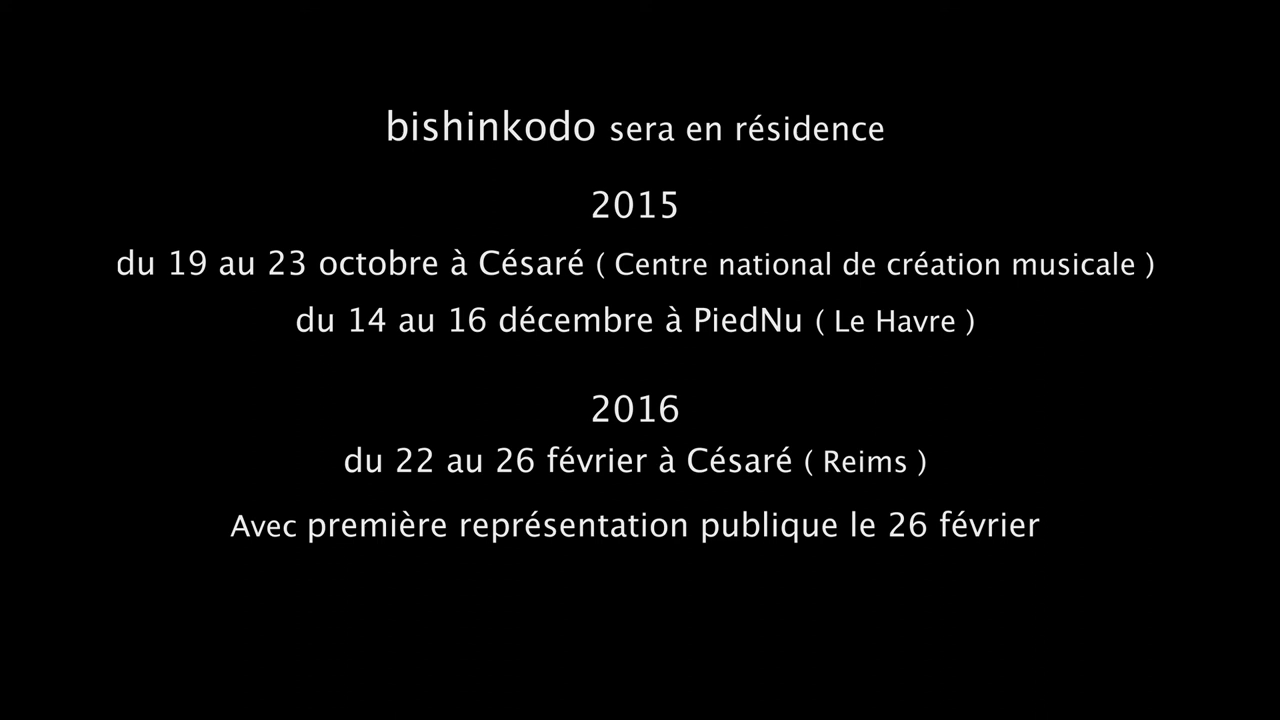 bishinkodo sera en résidence
2015
du 19 au 23 octobre à Césaré ( Centre national de création musicale )
du 14 au 16 décembre à PiedNu ( Le Havre )
2016
du 22 au 26 février à Césaré ( Reims )
Avec première représentation publique le 26 février